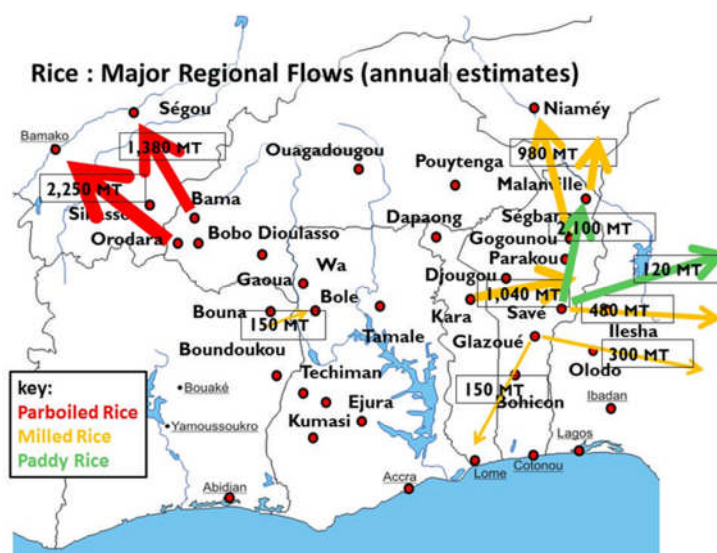 Rice : Major Regional Flows (annual estimates)
Ségou
Niaméy
Bamako
1,380 MT
Ouagadougou
980 MT
Pouytenga
Malanville
2,250 MT
Bama
Dapaong
Ségbana
2,100 MT
Orodara
Bobo Dioulasso
Gogounou
Parakou
Gaoua
Wa
Djougou
120 MT
Bouna
Bole
Kara
1,040 MT
Savé
480 MT
150 MT
Tamale
Glazoué
Ilesha
Boundoukou
300 MT
Olodo
key:
Parboiled Rice
Milled Rice
Paddy Rice
Bouaké
Techiman
150 MT
Bohicon
Ejura
Ibadan
Yamoussoukro
Kumasi
Lagos
Lome
Cotonou
Accra
Abidjan